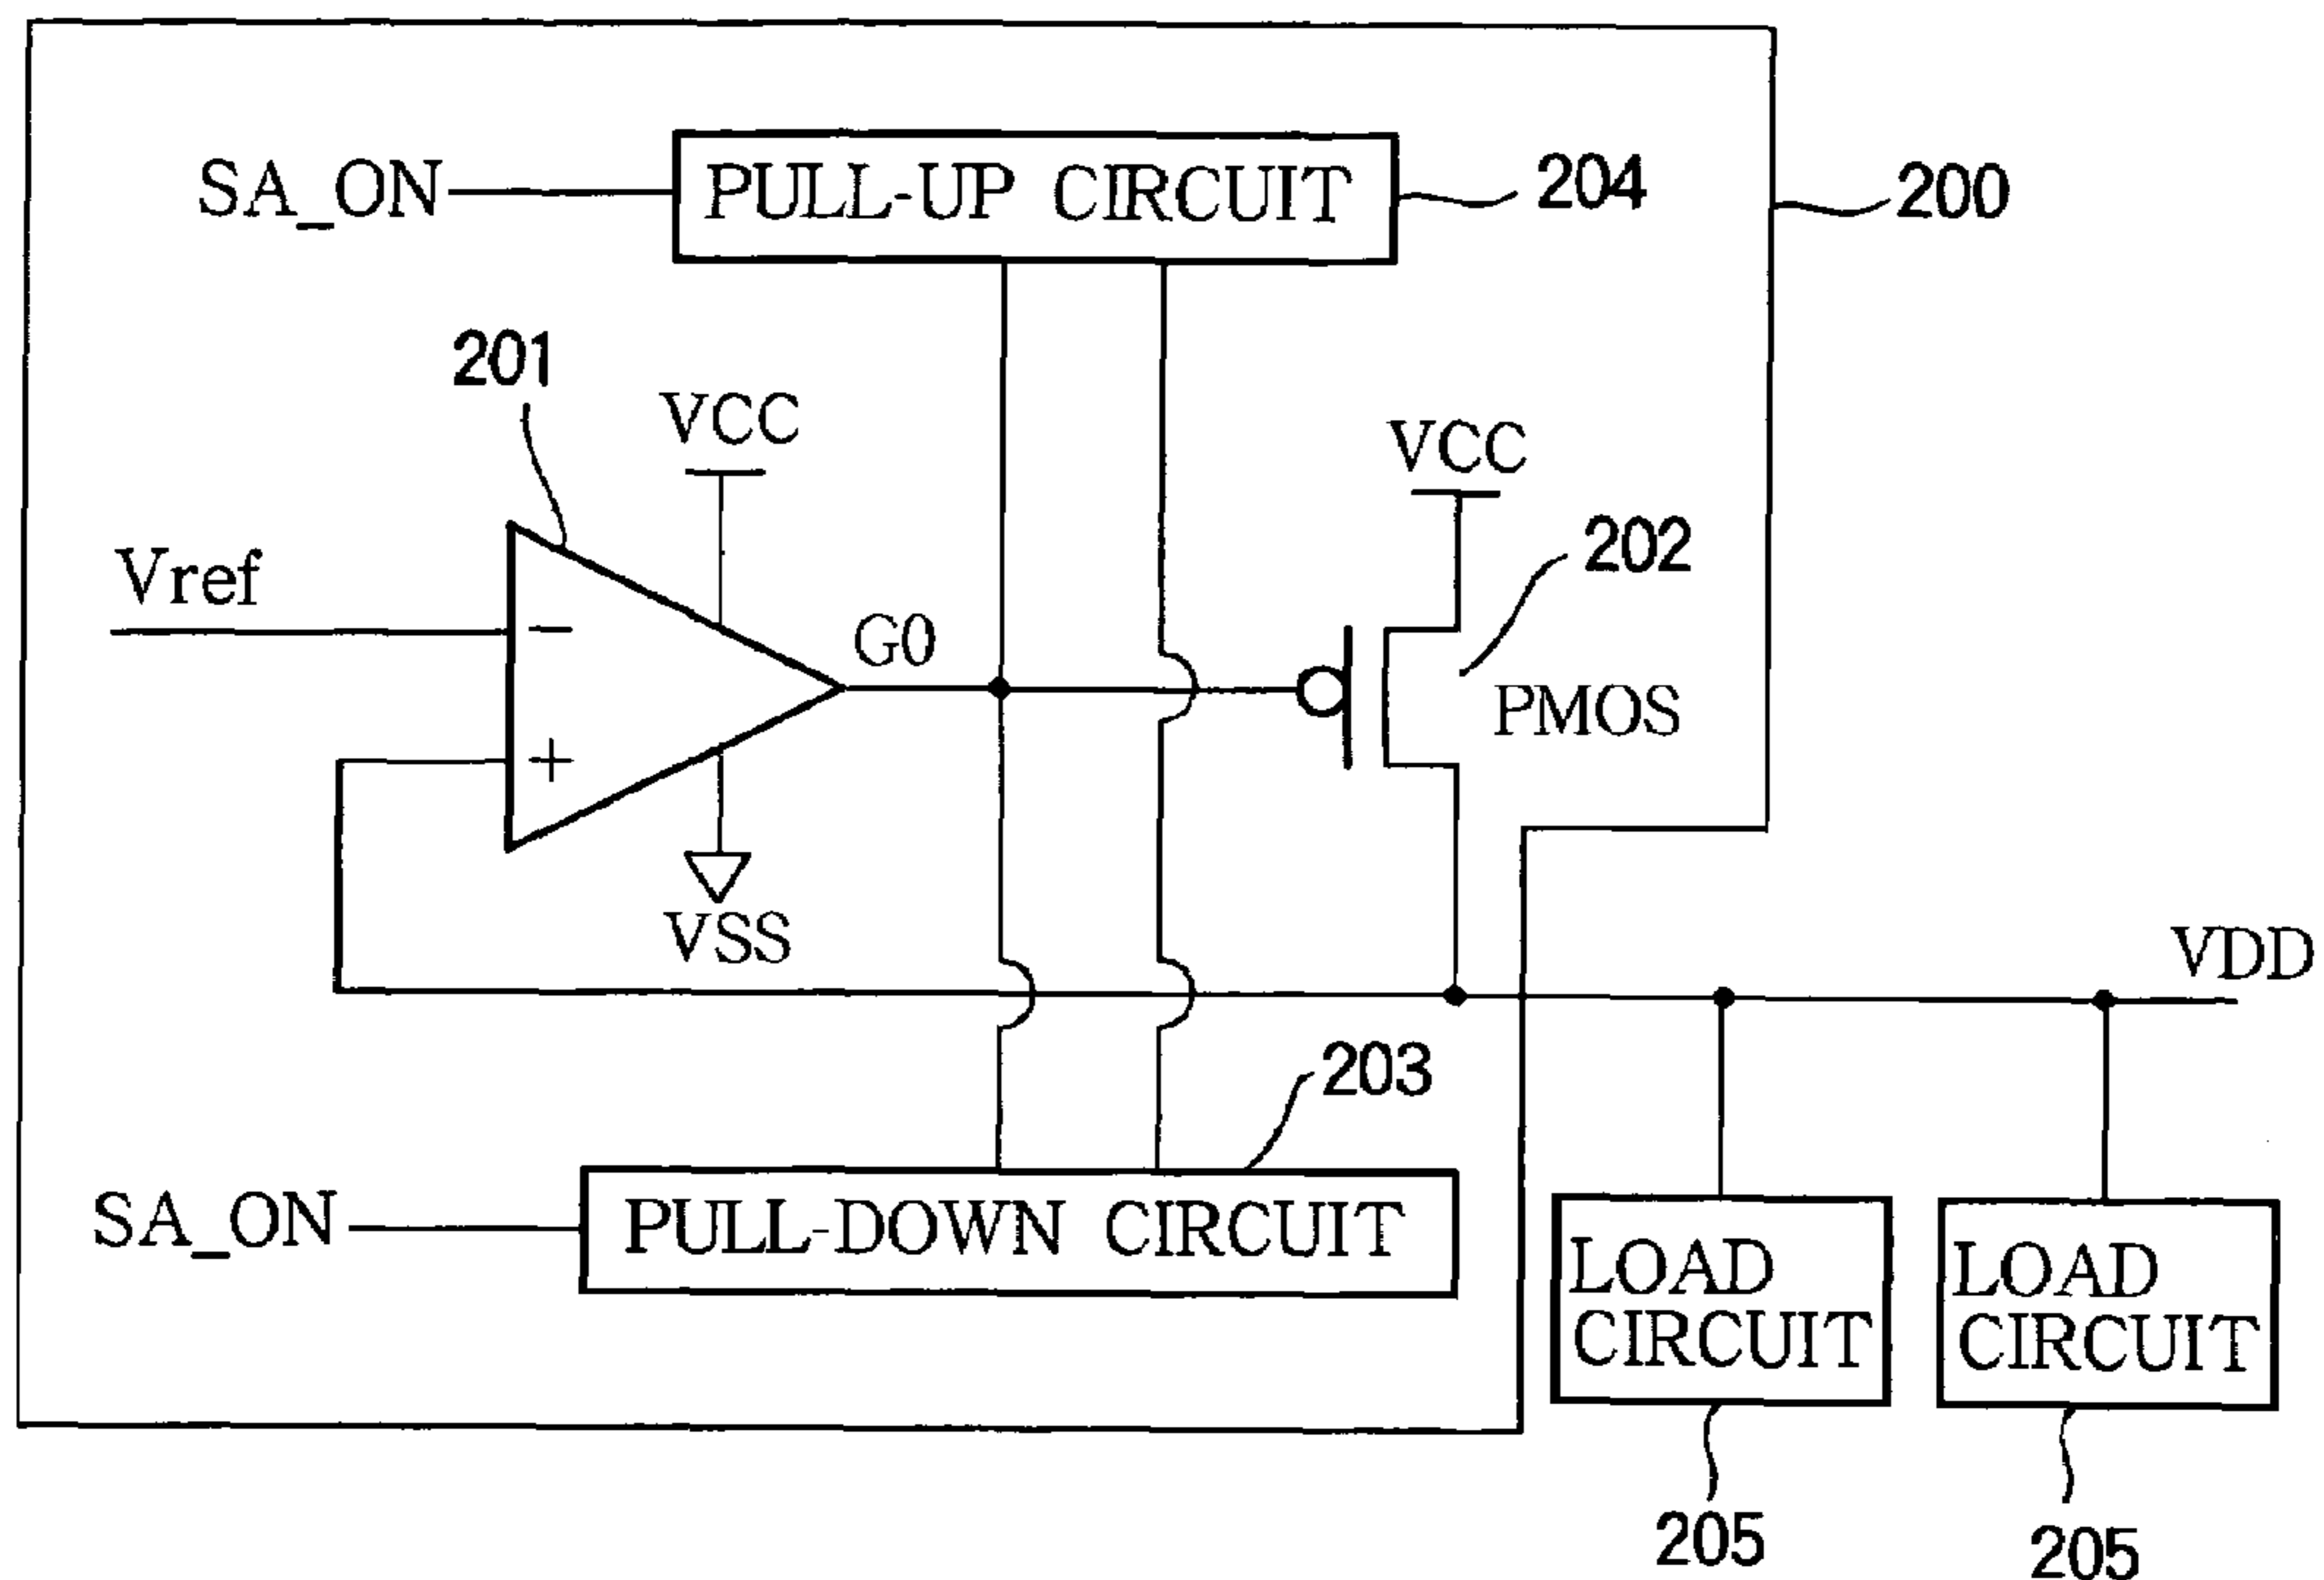 SA_ON
PULL-UP CIRCUIT
204
200
201
VCC
VCC
202
Vref
−
G0
PMOS
+
VSS
VDD
203
SA_ON
PULL-DOWN CIRCUIT
LOAD
CIRCUIT
LOAD
CIRCUIT
205
205